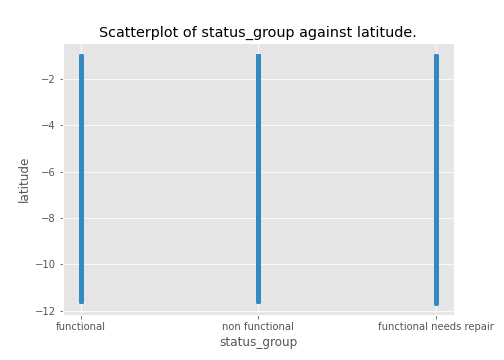 Scatterplot of status_group against latitude.
−2
−4
−6
−8
−10
−12
latitude
functional
non functional
functional needs repair
status_group